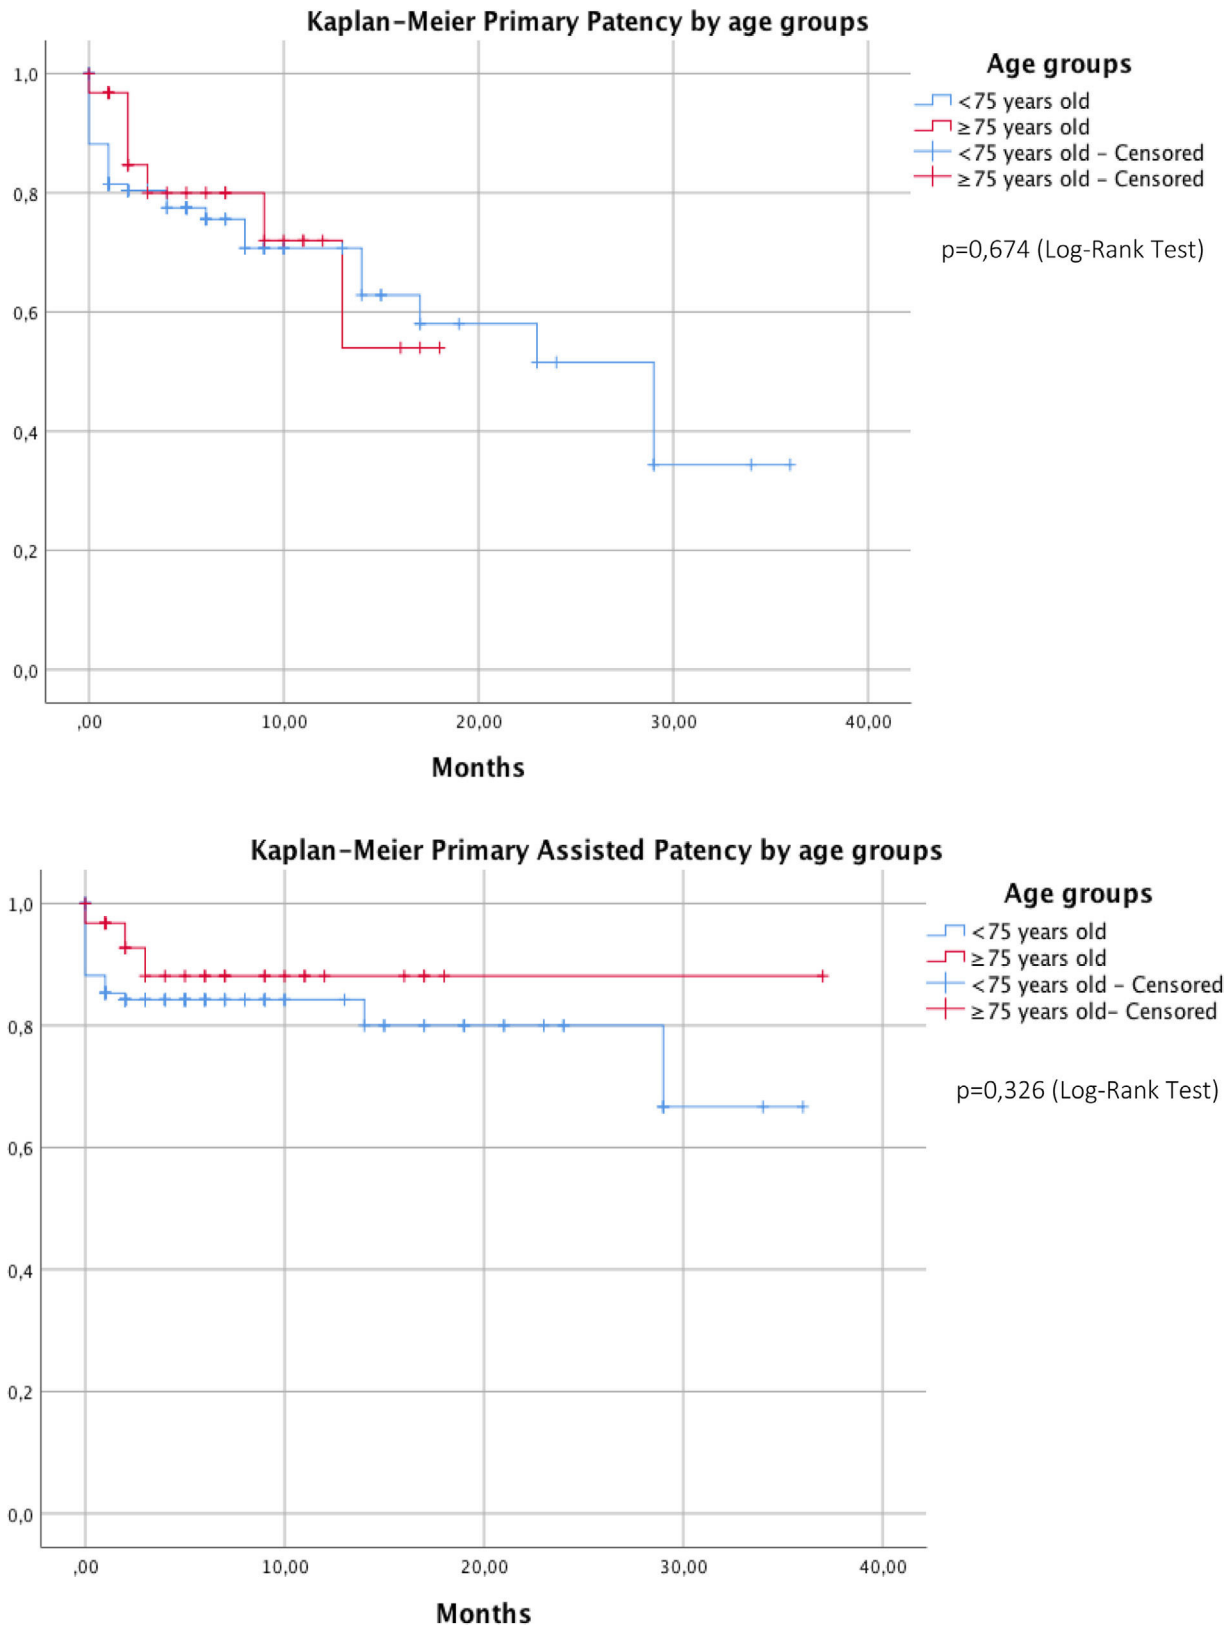 Kaplan-Meier Primary Patency by age groups
1,0
0,8
0,6
0,4
0,2
0,0
,00 10,00 20,00 30,00 40,00
Months
Age groups
<75 years old
≥75 years old
<75 years old - Censored
≥75 years old - Censored
p=0,674 (Log-Rank Test)
Kaplan-Meier Primary Assisted Patency by age groups
1,0
0,8
0,6
0,4
0,2
0,0
,00 10,00 20,00 30,00 40,00
Months
Age groups
<75 years old
≥75 years old
<75 years old - Censored
≥75 years old- Censored
p=0,326 (Log-Rank Test)